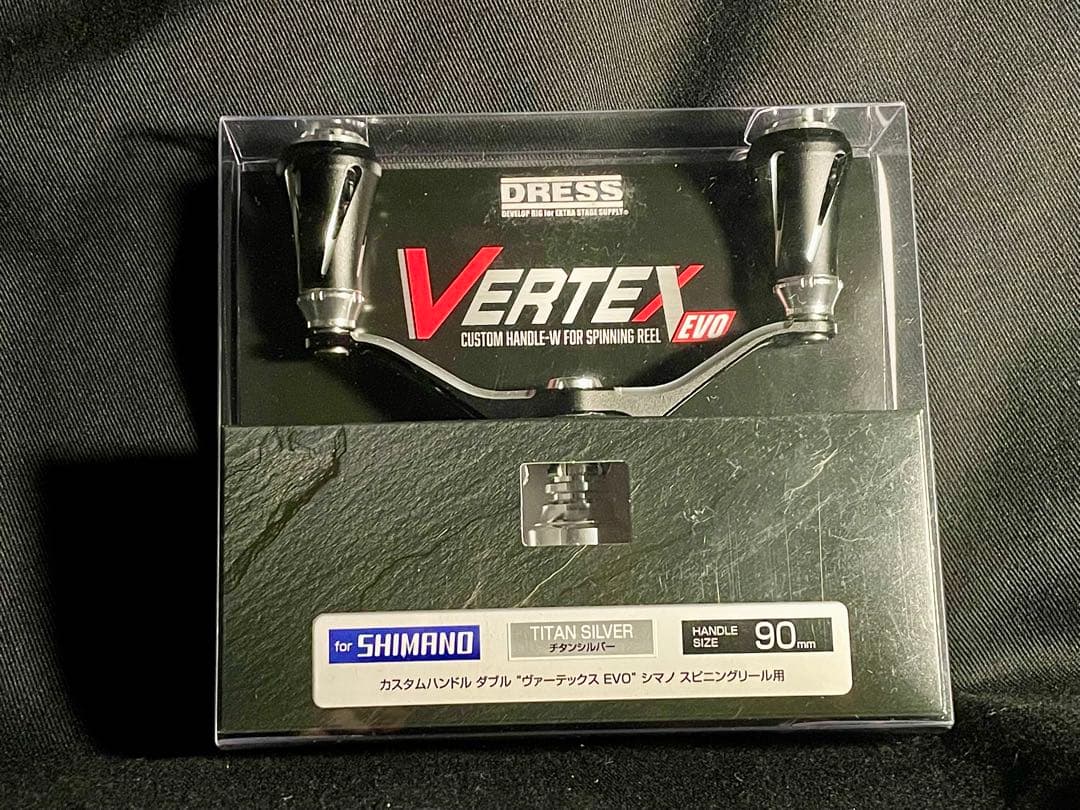 DRESS
DEVELOP RIG for EXTRA STAGE SUPPLY®
VERTEX EVO
CUSTOM HANDLE-W FOR SPINNING REEL
for SHIMANO
TITAN SILVER
チタンシルバー
HANDLE SIZE 90mm
カスタムハンドル ダブル "ヴァーテックス EVO" シマノ スピニングリール用